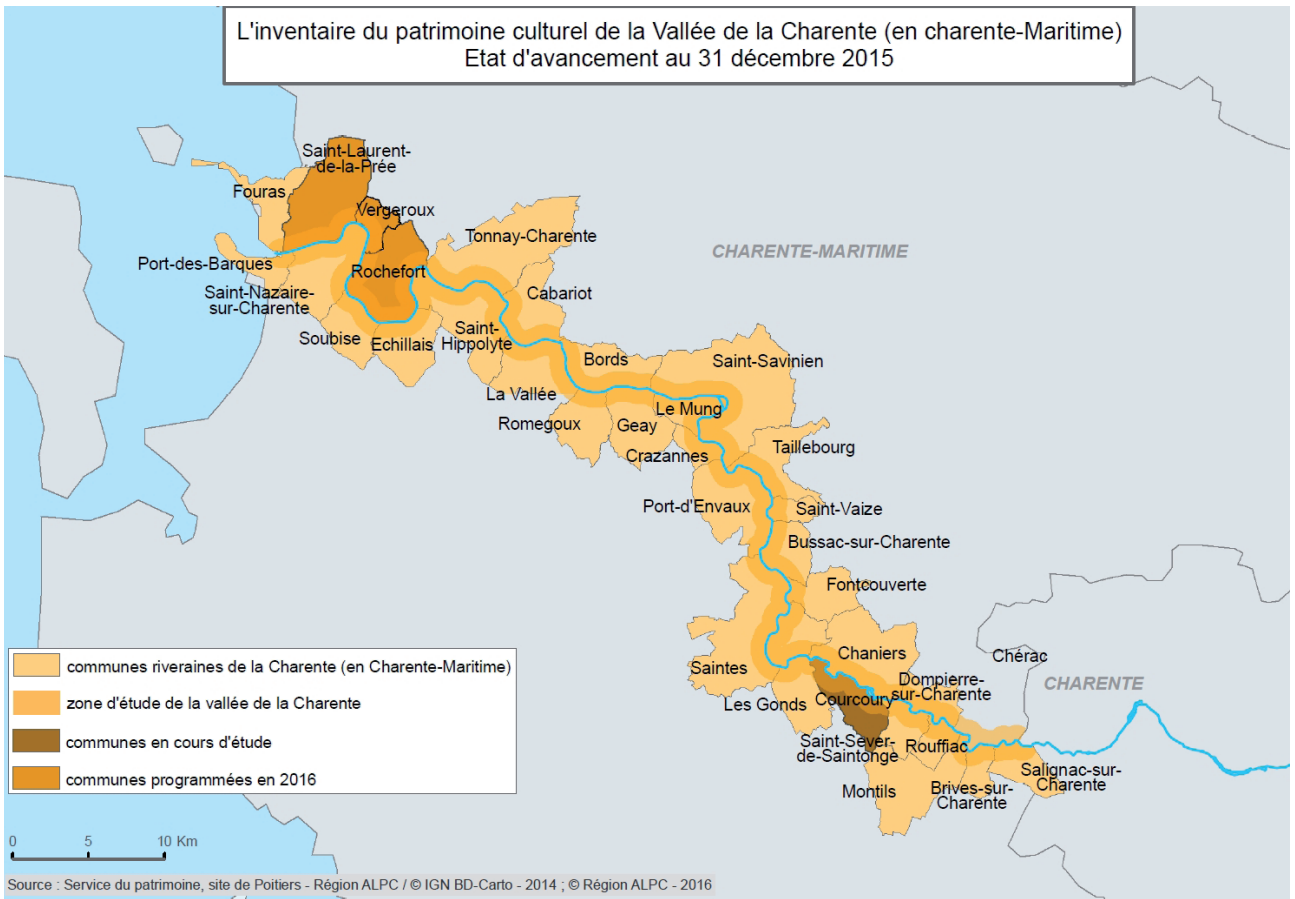 L'inventaire du patrimoine culturel de la Vallée de la Charente (en charente-Maritime)
Etat d'avancement au 31 décembre 2015
Saint-Laurent-
de-la-Prée
Fouras
Vergeroux
Tonnay-Charente
CHARENTE-MARITIME
Port-des-Barques
Rochefort
Saint-Nazaire-
sur-Charente
Cabariot
Soubise
Echillais
Saint-
Hippolyte
Bords
Saint-Savinien
La Vallée
Le Mung
Romegoux
Geay
Crazannes
Taillebourg
Port-d'Envaux
Saint-Vaize
Bussac-sur-Charente
Fontcouverte
Saintes
Chaniers
Chérac
Dompierre-
sur-Charente
CHARENTE
Les Gonds
Courcoury
Saint-Sever-
de-Saintonge
Rouffiac
Salignac-sur-
Charente
Montils
Brives-sur-
Charente
communes riveraines de la Charente (en Charente-Maritime)
zone d'étude de la vallée de la Charente
communes en cours d'étude
communes programmées en 2016
0 5 10 Km
Source : Service du patrimoine, site de Poitiers - Région ALPC / © IGN BD-Carto - 2014 ; © Région ALPC - 2016